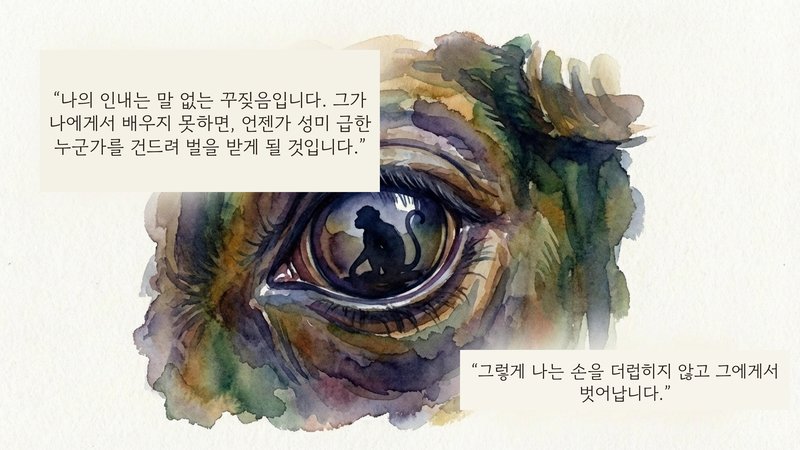 “나의 인내는 말 없는 꾸짖음입니다. 그가
나에게서 배우지 못하면, 언젠가 성미 급한
누군가를 건드려 벌을 받게 될 것입니다.”
“그렇게 나는 손을 더럽히지 않고 그에게서
벗어납니다.”